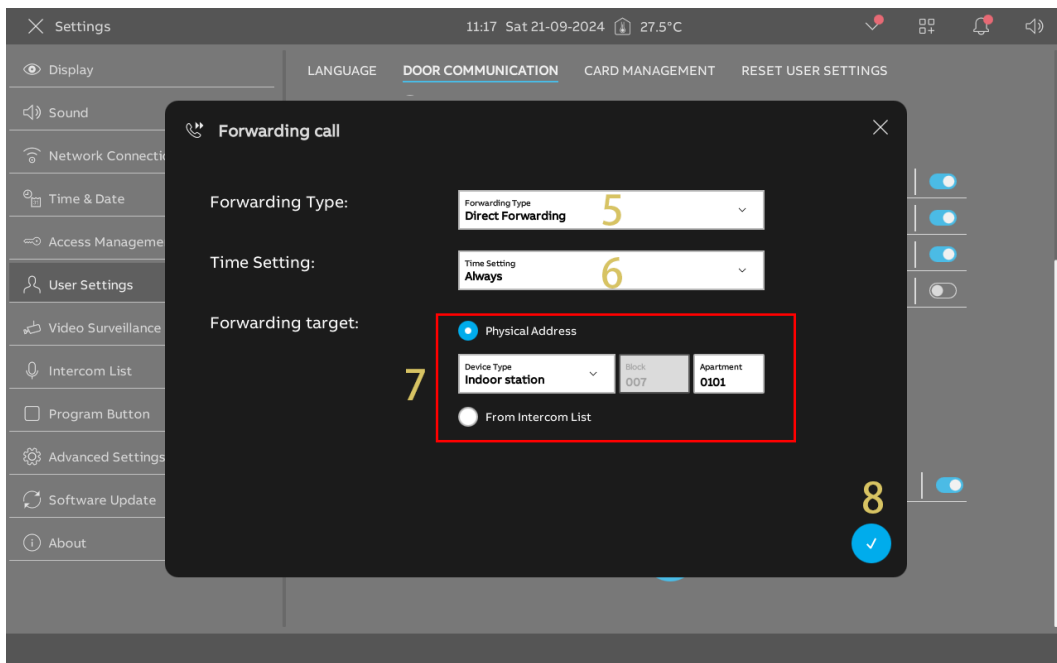 Settings
11:17 Sat 21-09-2024 27.5°C
Display
LANGUAGE DOOR COMMUNICATION CARD MANAGEMENT RESET USER SETTINGS
Sound
Forwarding call
Network Connecti
Time & Date
Forwarding Type:
Forwarding Type
Direct Forwarding
5
Access Manageme
Time Setting:
Time Setting
Always
6
User Settings
Forwarding target:
Physical Address
Video Surveillance
7
Device Type
Indoor station
Block
007
Apartment
0101
Intercom List
From Intercom List
Program Button
Advanced Settings
Software Update
8
About